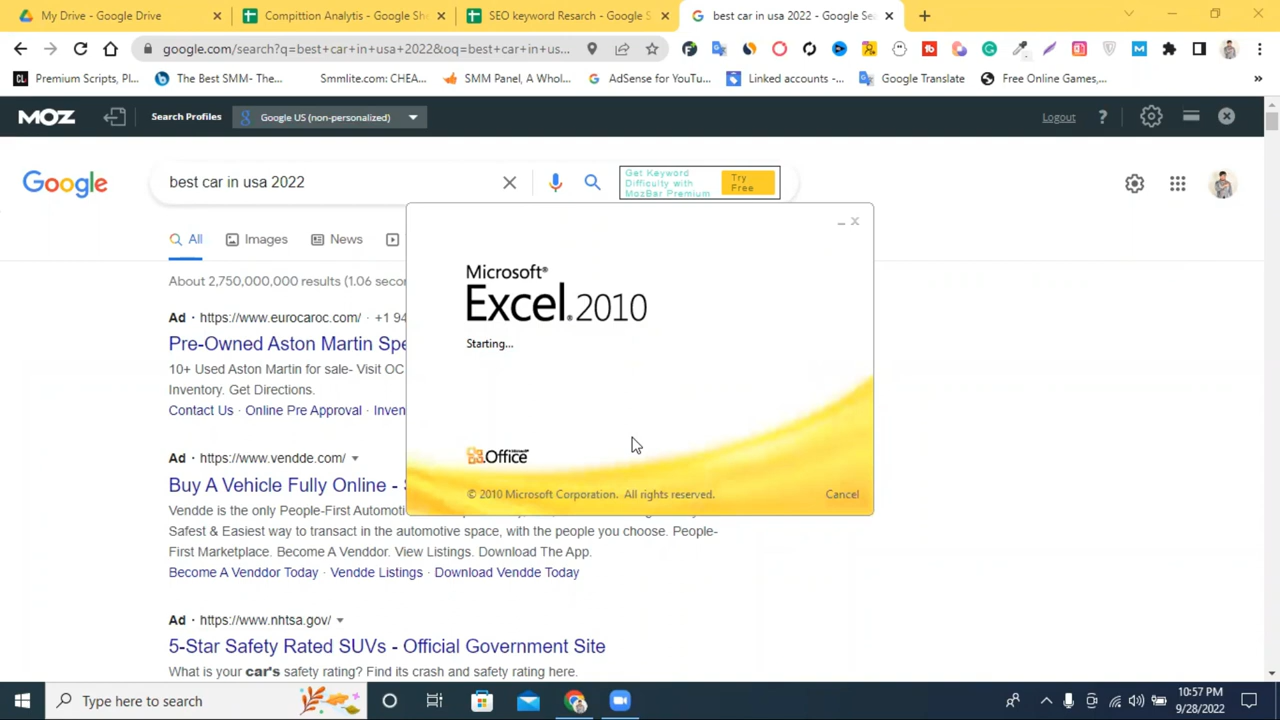 My Drive - Google Drive
Compittion Analytis - Google She
SEO keyword Resarch - Google S
best car in usa 2022 - Google Sea
google.com/search?q=best+car+in+usa+2022&oq=best+car+in+us...
Premium Scripts, Pl...
The Best SMM- The...
Smmlite.com: CHEA...
SMM Panel, A Whol...
AdSense for YouTu...
Linked accounts -...
Google Translate
Free Online Games,...
MOZ
Search Profiles
Google US (non-personalized)
Logout
Google
best car in usa 2022
Get Keyword
Difficulty with
MozBar Premium
Try
Free
All
Images
News
About 2,750,000,000 results (1.06 secon
Ad · https://www.eurocaroc.com/ · +1 94
Pre-Owned Aston Martin Spe
10+ Used Aston Martin for sale- Visit OC
Inventory. Get Directions.
Contact Us · Online Pre Approval · Inven
Ad · https://www.vendde.com/
Buy A Vehicle Fully Online -
Vendde is the only People-First Automoti
Safest & Easiest way to transact in the automotive space, with the people you choose. People-
First Marketplace. Become A Venddor. View Listings. Download The App.
Become A Venddor Today · Vendde Listings · Download Vendde Today
Ad · https://www.nhtsa.gov/
5-Star Safety Rated SUVs - Official Government Site
What is your car's safety rating? Find its crash and safety rating here.
Microsoft®
Excel® 2010
Starting...
Microsoft®
Office
© 2010 Microsoft Corporation. All rights reserved.
Cancel
Type here to search
10:57 PM
9/28/2022